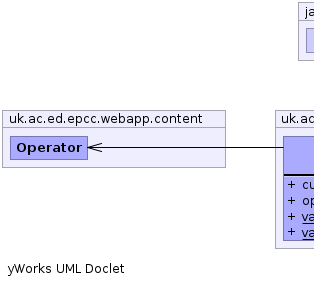 ja
uk.ac.ed.epcc.webapp.content
uk.ac
Operator
+ cu
+ op
+ va
+ va
yWorks UML Doclet